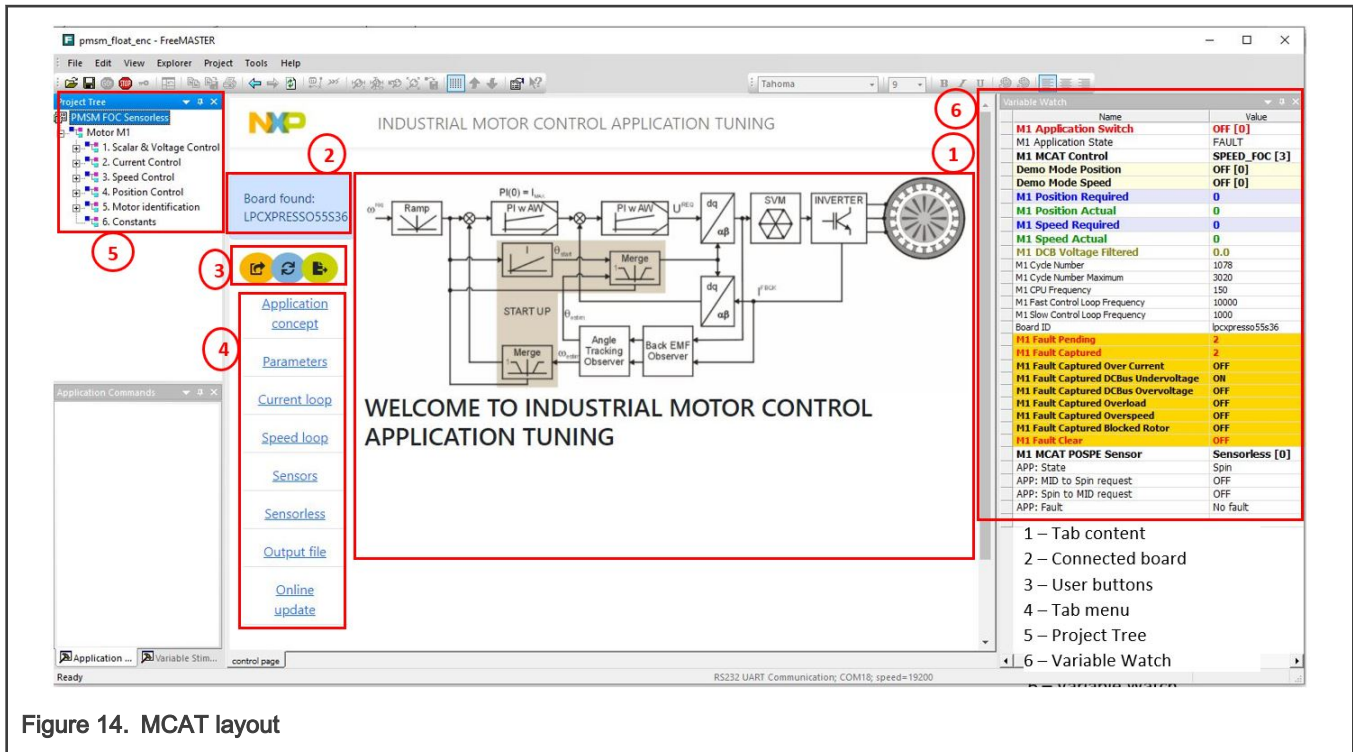 pmsm_float_enc - FreeMASTER
File Edit View Explorer Project Tools Help
Tahoma 9 B I U
Project Tree
PMSM FOC Sensorless
Motor M1
1. Scalar & Voltage Control
2. Current Control
3. Speed Control
4. Position Control
5. Motor identification
6. Constants
5
Application Commands
Application ... Variable Stim...
NXP
INDUSTRIAL MOTOR CONTROL APPLICATION TUNING
2
1
6
Board found:
LPCXPRESSO55S36
3
4
Application
concept
Parameters
Current loop
Speed loop
Sensors
Sensorless
Output file
Online
update
Ramp
PI w AW
PI w AW
dq
αβ
SVM
INVERTER
I
Merge
START UP
dq
αβ
Merge
Angle
Tracking
Observer
Back EMF
Observer
WELCOME TO INDUSTRIAL MOTOR CONTROL
APPLICATION TUNING
control page
Variable Watch
Name Value
M1 Application Switch OFF [0]
M1 Application State FAULT
M1 MCAT Control SPEED_FOC [3]
Demo Mode Position OFF [0]
Demo Mode Speed OFF [0]
M1 Position Required 0
M1 Position Actual 0
M1 Speed Required 0
M1 Speed Actual 0
M1 DCB Voltage Filtered 0.0
M1 Cycle Number 1078
M1 Cycle Number Maximum 3020
M1 CPU Frequency 150
M1 Fast Control Loop Frequency 10000
M1 Slow Control Loop Frequency 1000
Board ID lpcxpresso55s36
M1 Fault Pending 2
M1 Fault Captured 2
M1 Fault Captured Over Current OFF
M1 Fault Captured DCBus Undervoltage ON
M1 Fault Captured DCBus Overvoltage OFF
M1 Fault Captured Overload OFF
M1 Fault Captured Overspeed OFF
M1 Fault Captured Blocked Rotor OFF
M1 Fault Clear OFF
M1 MCAT POSPE Sensor Sensorless [0]
APP: State Spin
APP: MID to Spin request OFF
APP: Spin to MID request OFF
APP: Fault No fault
1 – Tab content
2 – Connected board
3 – User buttons
4 – Tab menu
5 – Project Tree
6 – Variable Watch
Ready
RS232 UART Communication; COM18; speed=19200
Figure 14. MCAT layout